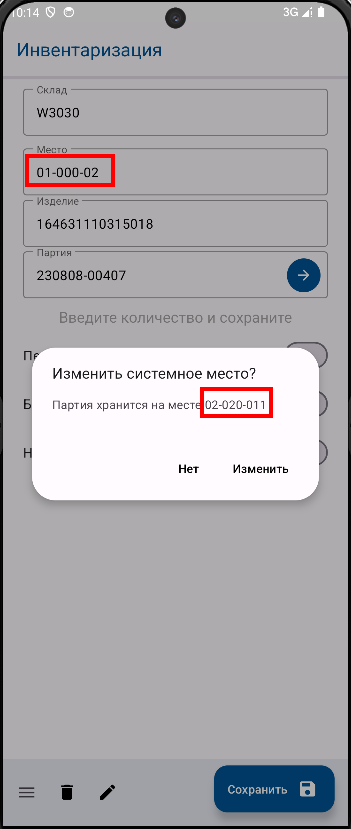 10:14 3G
Инвентаризация
Склад
W3030
Место
01-000-02
Изделие
164631110315018
Партия
230808-00407
Введите количество и сохраните
Пе
Изменить системное место?
Б
Партия хранится на месте 02-020-011
Н
Нет Изменить
Сохранить